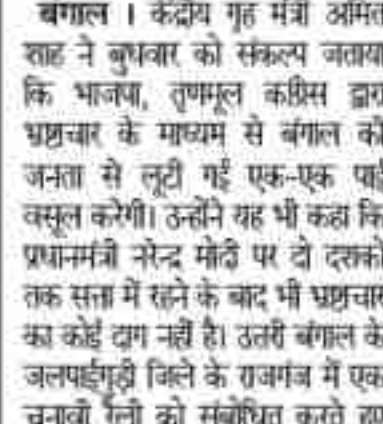 बंगाल । केंद्रीय गृह मंत्री अमित
शाह ने बुधवार को संकल्प जताया
कि भाजपा, तृणमूल कांग्रेस द्वारा
भ्रष्टाचार के माध्यम से बंगाल की
जनता से लूटी गई एक-एक पाई
वसूल करेगी। उन्होंने यह भी कहा कि
प्रधानमंत्री नरेन्द्र मोदी पर दो दशकों
तक सत्ता में रहने के बाद भी भ्रष्टाचार
का कोई दाग नहीं है। उत्तरी बंगाल के
जलपाईगुड़ी जिले के राजगंज में एक
चुनावी रैली को संबोधित करते हुए